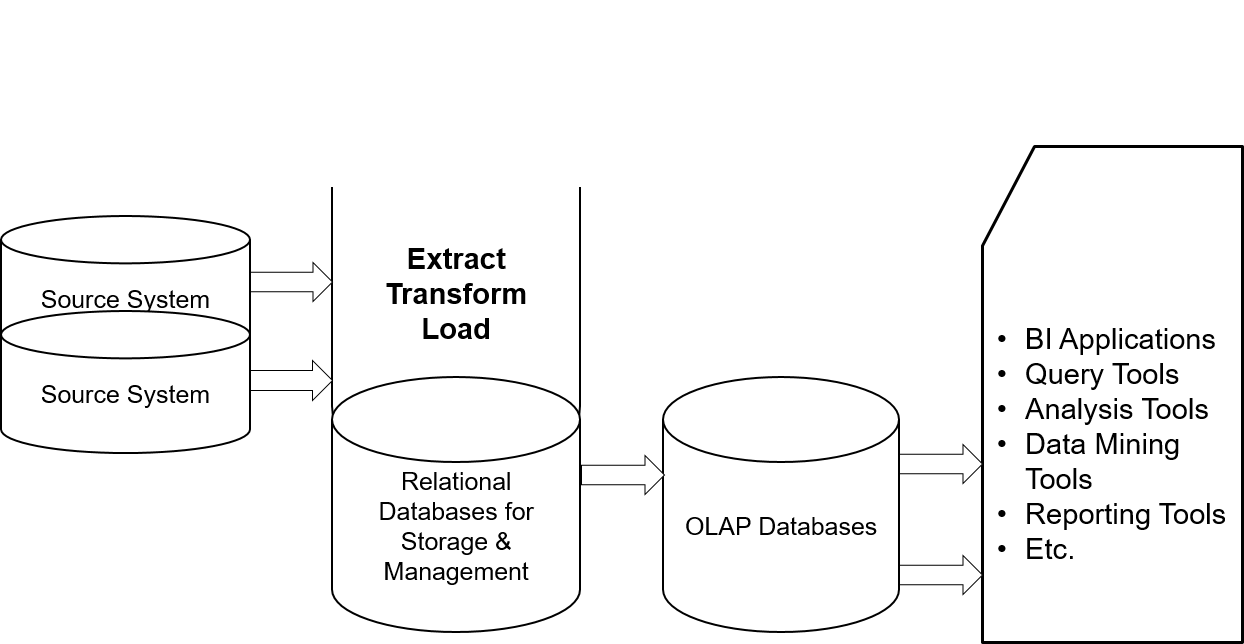 Source System
Source System
Extract
Transform
Load
Relational
Databases for
Storage &
Management
OLAP Databases
• BI Applications
• Query Tools
• Analysis Tools
• Data Mining
Tools
• Reporting Tools
• Etc.